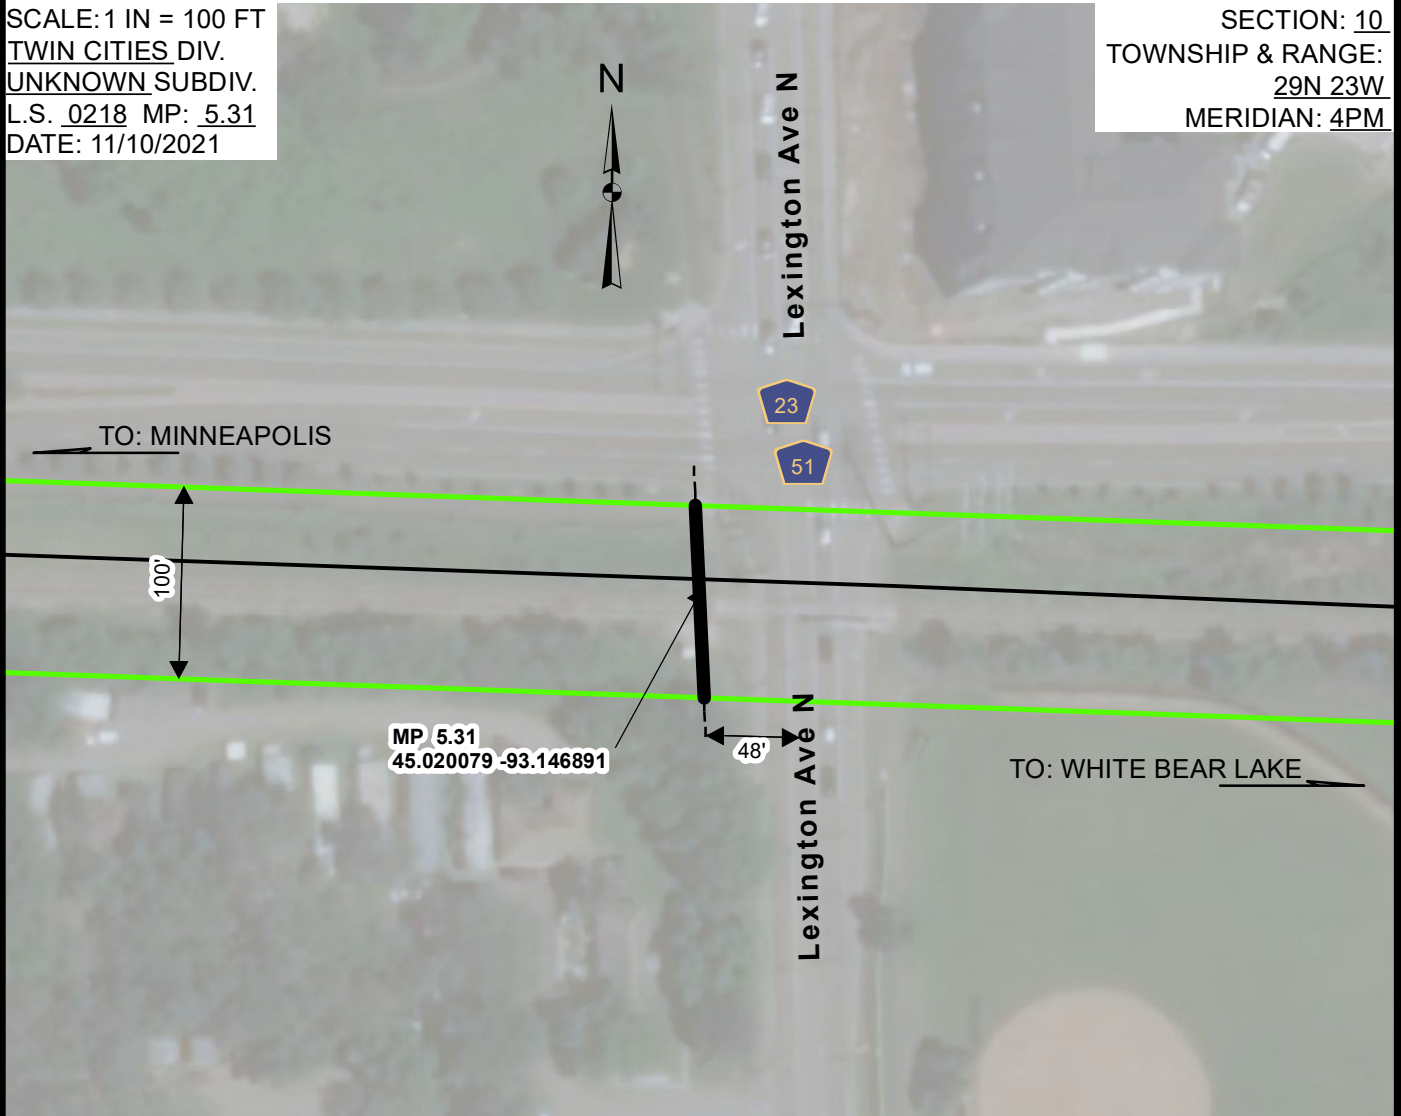 SCALE: 1 IN = 100 FT
TWIN CITIES DIV.
UNKNOWN SUBDIV.
L.S. 0218 MP: 5.31
DATE: 11/10/2021
SECTION: 10
TOWNSHIP & RANGE:
29N 23W
MERIDIAN: 4PM
N
Lexington Ave N
23
51
TO: MINNEAPOLIS
100'
MP 5.31
45.020079 -93.146891
48'
Lexington Ave N
TO: WHITE BEAR LAKE